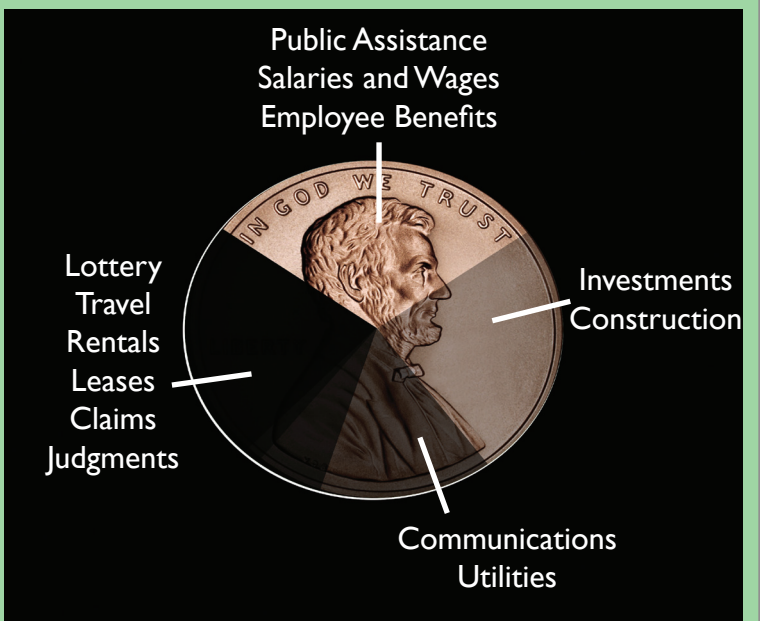 Public Assistance
Salaries and Wages
Employee Benefits
IN GOD WE TRUST
Lottery
Travel
Rentals
Leases
Claims
Judgments
Investments
Construction
Communications
Utilities